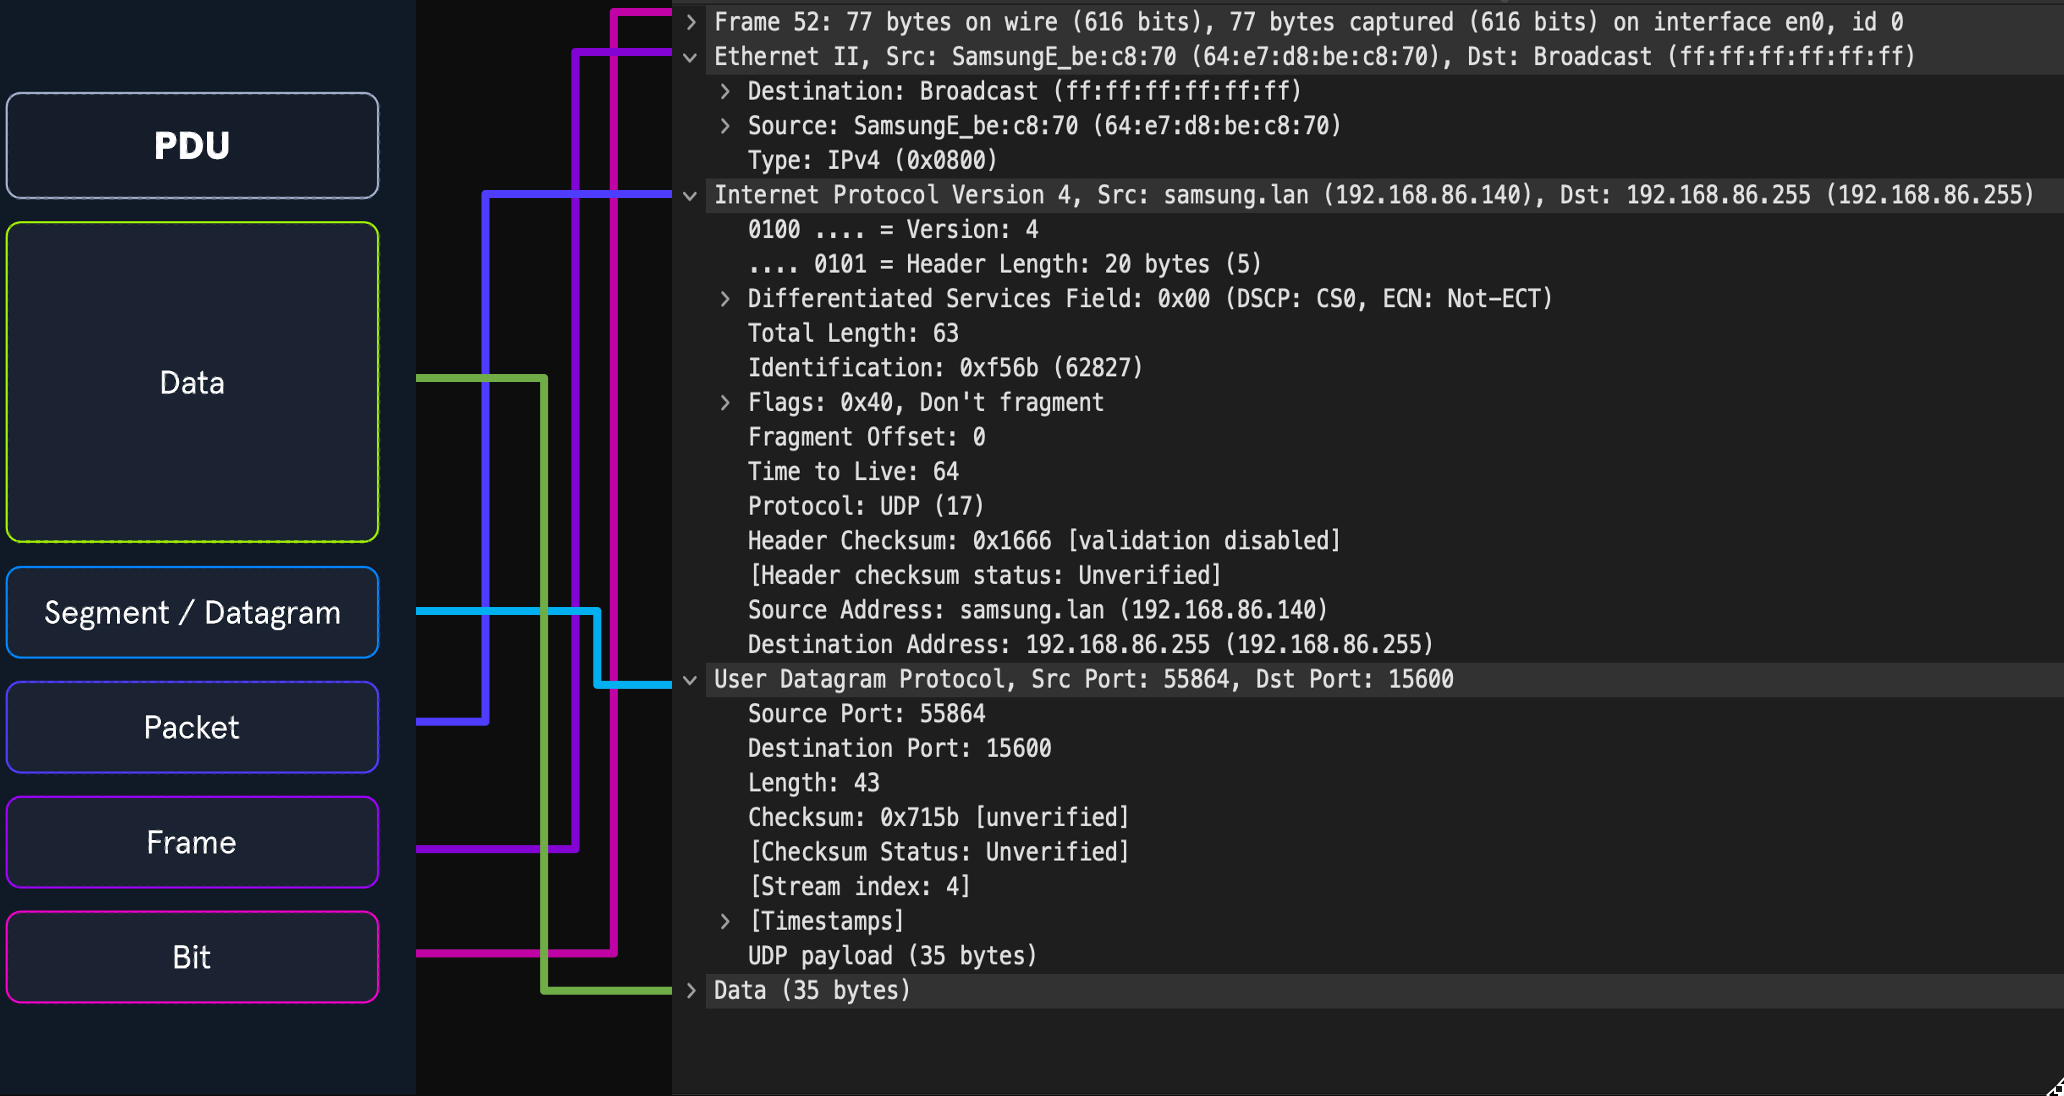 PDU
Data
Segment / Datagram
Packet
Frame
Bit
Frame 52: 77 bytes on wire (616 bits), 77 bytes captured (616 bits) on interface en0, id 0
Ethernet II, Src: SamsungE_be:c8:70 (64:e7:d8:be:c8:70), Dst: Broadcast (ff:ff:ff:ff:ff:ff)
Destination: Broadcast (ff:ff:ff:ff:ff:ff)
Source: SamsungE_be:c8:70 (64:e7:d8:be:c8:70)
Type: IPv4 (0x0800)
Internet Protocol Version 4, Src: samsung.lan (192.168.86.140), Dst: 192.168.86.255 (192.168.86.255)
0100 .... = Version: 4
.... 0101 = Header Length: 20 bytes (5)
Differentiated Services Field: 0x00 (DSCP: CS0, ECN: Not-ECT)
Total Length: 63
Identification: 0xf56b (62827)
Flags: 0x40, Don't fragment
Fragment Offset: 0
Time to Live: 64
Protocol: UDP (17)
Header Checksum: 0x1666 [validation disabled]
[Header checksum status: Unverified]
Source Address: samsung.lan (192.168.86.140)
Destination Address: 192.168.86.255 (192.168.86.255)
User Datagram Protocol, Src Port: 55864, Dst Port: 15600
Source Port: 55864
Destination Port: 15600
Length: 43
Checksum: 0x715b [unverified]
[Checksum Status: Unverified]
[Stream index: 4]
[Timestamps]
UDP payload (35 bytes)
Data (35 bytes)